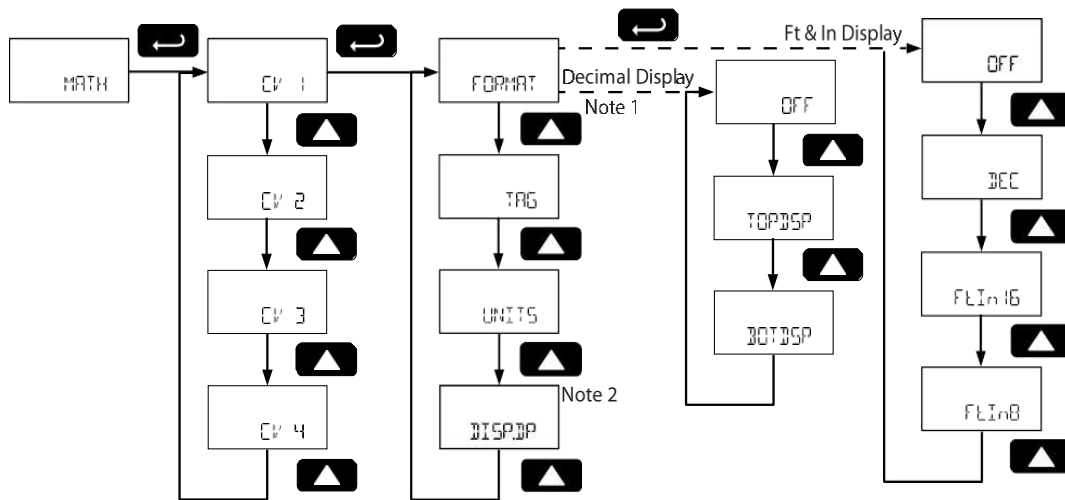 MATH
CV 1
CV 2
CV 3
CV 4
FORMAT
TAG
UNITS
Note 2
DISP.DP
Decimal Display
Note 1
OFF
TOPDSP
BOTDSP
Ft & In Display
OFF
DEC
FtIn16
FtIn8